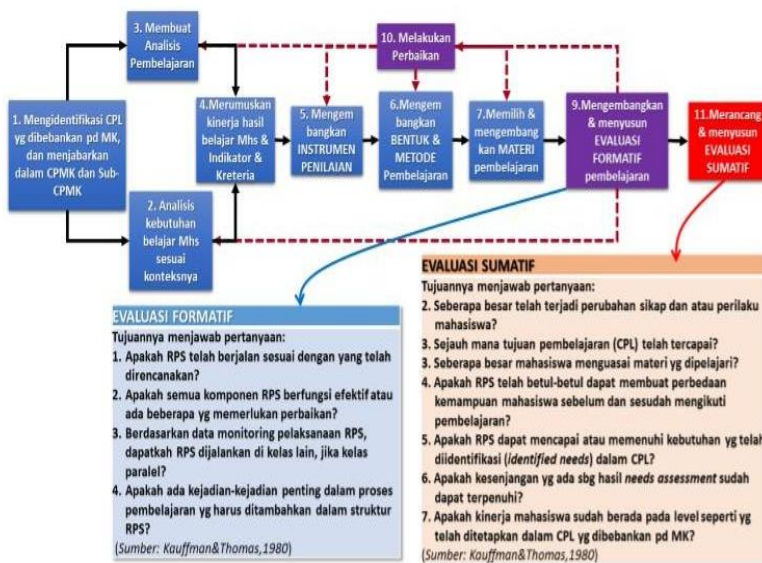 3. Membuat
Analisis
Pembelajaran
10. Melakukan
Perbaikan
1. Mengidentifikasi CPL
yg dibebankan pd MK,
dan menjabarkan
dalam CPMK dan Sub-
CPMK
4.Merumuskan
kinerja hasil
belajar Mhs
& Indikator &
Kreteria
5. Mengem
bangkan
INSTRUMEN
PENILAIAN
6.Mengem
bangkan
BENTUK &
METODE
Pembelajaran
7.Memilih &
mengembang
kan MATERI
pembelajaran
9.Mengembangkan
& menyusun
EVALUASI
FORMATIF
pembelajaran
11.Merancang
& menyusun
EVALUASI
SUMATIF
2. Analisis
kebutuhan
belajar Mhs
sesuai
konteksnya
EVALUASI FORMATIF
Tujuannya menjawab pertanyaan:
1. Apakah RPS telah berjalan sesuai dengan yang telah
direncanakan?
2. Apakah semua komponen RPS berfungsi efektif atau
ada beberapa yg memerlukan perbaikan?
3. Berdasarkan data monitoring pelaksanaan RPS,
dapatkah RPS dijalankan di kelas lain, jika kelas
paralel?
4. Apakah ada kejadian-kejadian penting dalam proses
pembelajaran yg harus ditambahkan dalam struktur
RPS?
(Sumber: Kauffman&Thomas,1980)
EVALUASI SUMATIF
Tujuannya menjawab pertanyaan:
2. Seberapa besar telah terjadi perubahan sikap dan atau perilaku
mahasiswa?
3. Sejauh mana tujuan pembelajaran (CPL) telah tercapai?
3. Seberapa besar mahasiswa menguasai materi yg dipelajari?
4 Apakah RPS telah betul-betul dapat membuat perbedaan
kemampuan mahasiswa sebelum dan sesudah mengikuti
pembelajaran?
5 Apakah RPS dapat mencapai atau memenuhi kebutuhan yg telah
diidentifikasi (identified needs) dalam CPL?
6 Apakah kesenjangan yg ada sbg hasil needs assessment sudah
dapat terpenuhi?
7 Apakah kinerja mahasiswa sudah berada pada level seperti yg
telah ditetapkan dalam CPL yg dibebankan pd MK?
(Sumber: Kauffman&Thomas,1980)